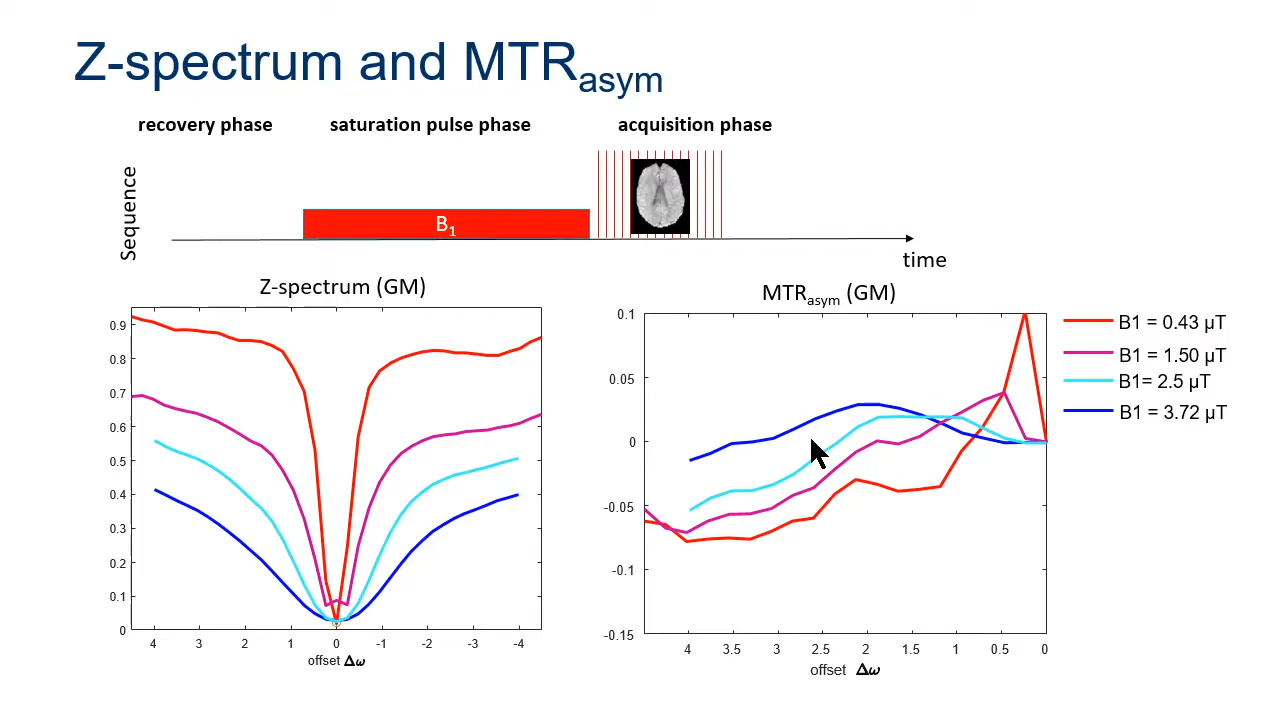 Z-spectrum and MTRasym
recovery phase saturation pulse phase acquisition phase
Sequence
B1
time
Z-spectrum (GM)
0.9
0.8
0.7
0.6
0.5
0.4
0.3
0.2
0.1
0
4 3 2 1 0 -1 -2 -3 -4
offset Δω
MTRasym (GM)
0.1
0.05
0
-0.05
-0.1
-0.15
4 3.5 3 2.5 2 1.5 1 0.5 0
offset Δω
B1 = 0.43 µT
B1 = 1.50 µT
B1= 2.5 µT
B1 = 3.72 µT